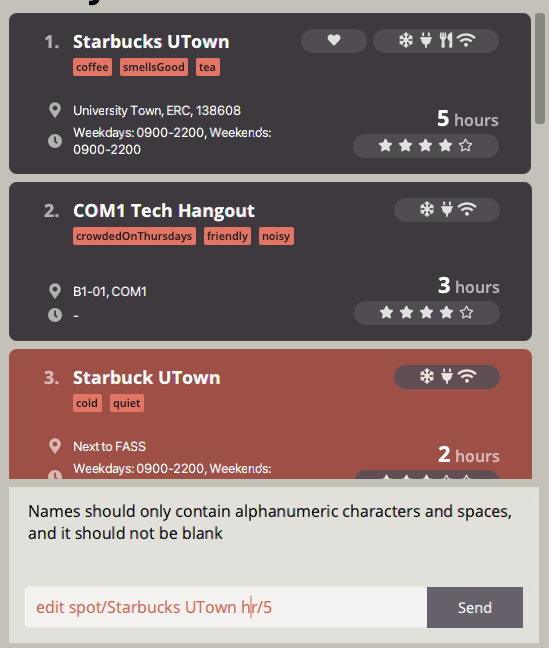 1. Starbucks UTown
coffee smellsGood tea
University Town, ERC, 138608
Weekdays: 0900-2200, Weekends:
0900-2200
5 hours
2. COM1 Tech Hangout
crowdedOnThursdays friendly noisy
B1-01, COM1
-
3 hours
3. Starbuck UTown
cold quiet
Next to FASS
Weekdays: 0900-2200, Weekends:
2 hours
Names should only contain alphanumeric characters and spaces,
and it should not be blank
edit spot/Starbucks UTown hr/5
Send